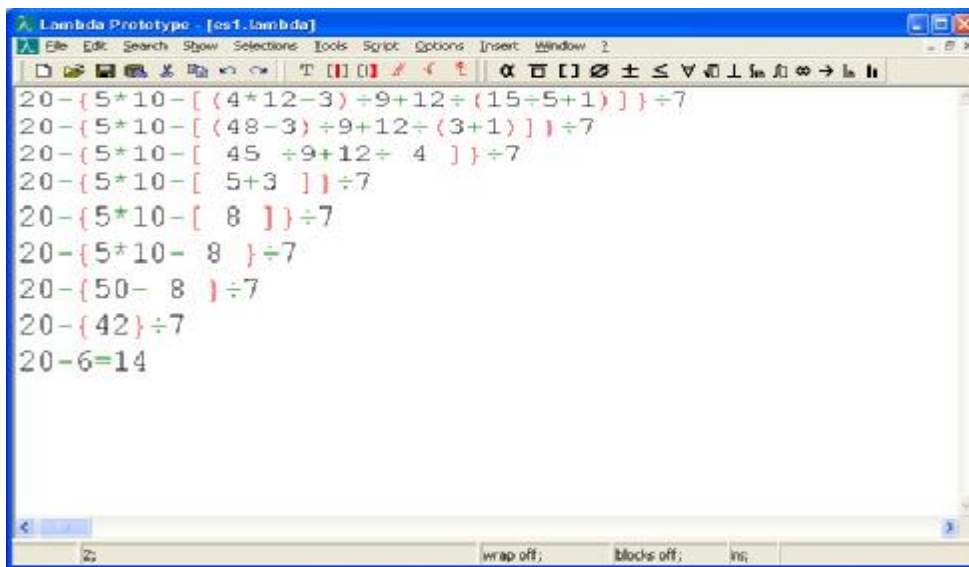 Lambda Prototype - [es1.lambda]
File Edit Search Show Selections Tools Script Options Insert Window ?
20-{5*10-[(4*12-3)÷9+12÷(15÷5+1)]}÷7
20-{5*10-[(48-3)÷9+12÷(3+1)]}÷7
20-{5*10-[ 45 ÷9+12÷ 4 ]}÷7
20-{5*10-[ 5+3 ]}÷7
20-{5*10-[ 8 ]}÷7
20-{5*10- 8 }÷7
20-{50- 8 }÷7
20-{42}÷7
20-6=14
2; wrap off; blocks off; ins;